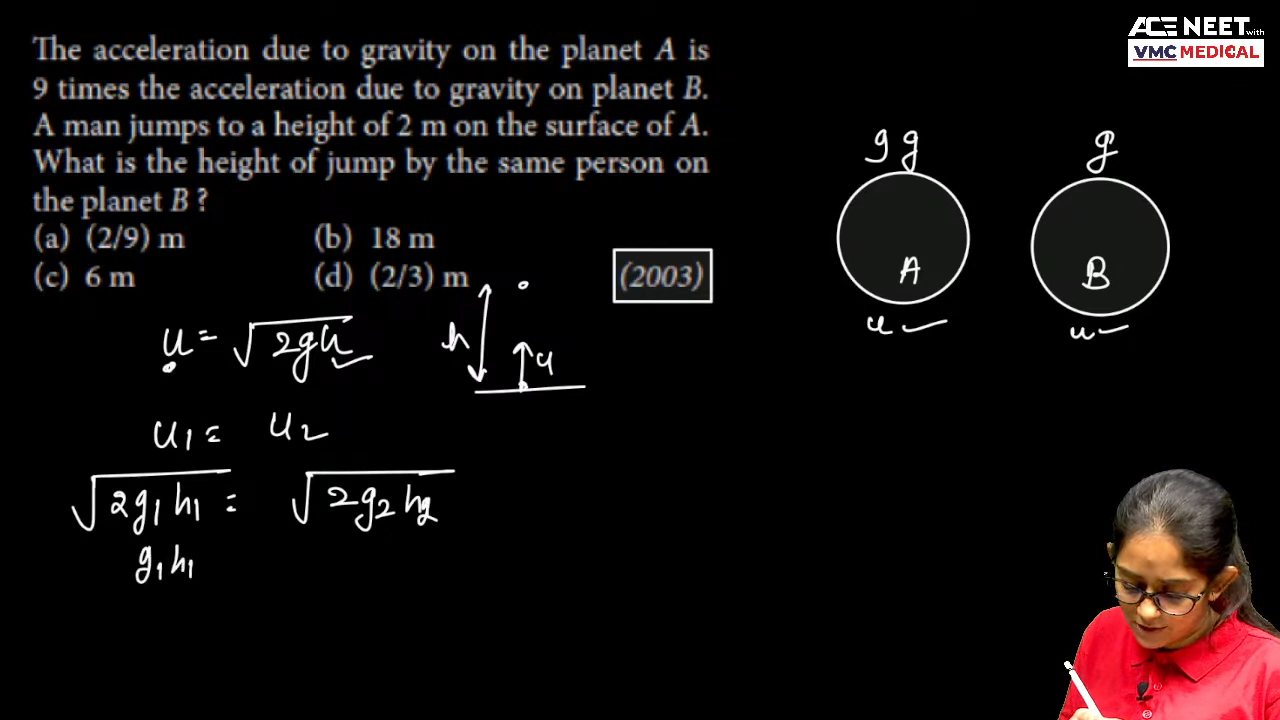 The acceleration due to gravity on the planet A is
9 times the acceleration due to gravity on planet B.
A man jumps to a height of 2 m on the surface of A.
What is the height of jump by the same person on
the planet B ?
(a) (2/9) m (b) 18 m
(c) 6 m (d) (2/3) m (2003)
u = √2gh
h u
u1 = u2
√2g1h1 = √2g2h2
g1h1
9g g
A B
u u
ACE NEET with
VMC MEDICAL